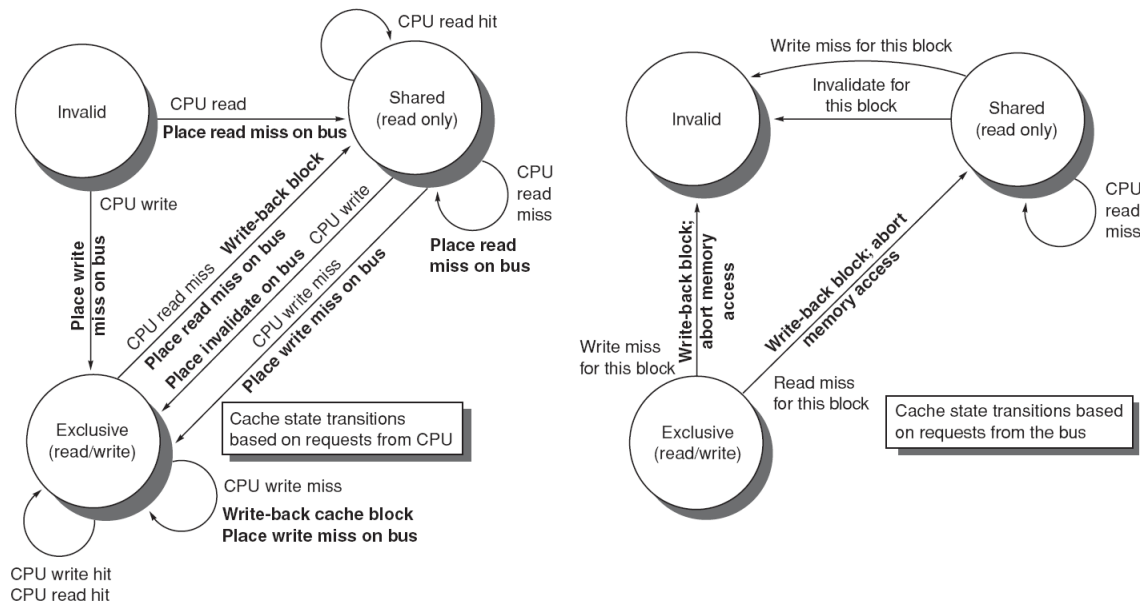 CPU read hit
Invalid
CPU read
Place read miss on bus
Shared
(read only)
CPU write
Place write
miss on bus
CPU read miss
Write-back block
Place read miss on bus
CPU write
Place invalidate on bus
CPU write miss
Place write miss on bus
CPU
read
miss
Place read
miss on bus
Exclusive
(read/write)
Cache state transitions
based on requests from CPU
CPU write miss
Write-back cache block
Place write miss on bus
CPU write hit
CPU read hit
Write miss for this block
Invalidate for
this block
Invalid
Shared
(read only)
CPU
read
miss
Write-back block;
abort memory
access
Write-back block; abort
memory access
Write miss
for this block
Read miss
for this block
Exclusive
(read/write)
Cache state transitions based
on requests from the bus